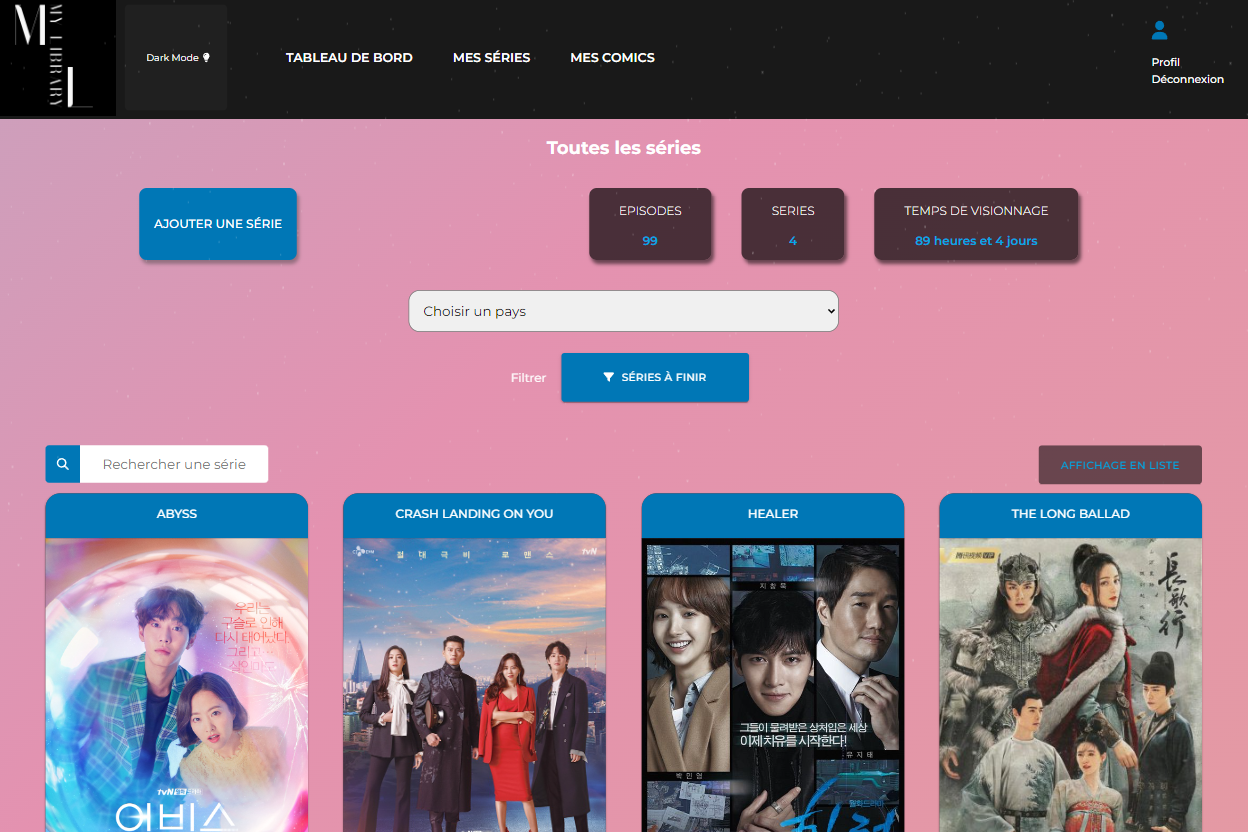 Dark Mode
TABLEAU DE BORD
MES SÉRIES
MES COMICS
Profil
Déconnexion
Toutes les séries
AJOUTER UNE SÉRIE
EPISODES
99
SERIES
4
TEMPS DE VISIONNAGE
89 heures et 4 jours
Choisir un pays
Filtrer
SÉRIES À FINIR
Rechercher une série
AFFICHAGE EN LISTE
ABYSS
우리는
구슬로 인해
다시 태어났다
그리고…
tvN
어비스
CRASH LANDING ON YOU
절대극비 로맨스
tvN
HEALER
지창욱
그들이 물려받은 상처입은 세상
이제 치유를 시작한다!
유지태
박민영
힐러
THE LONG BALLAD
腾讯视频 VIP
長歌行